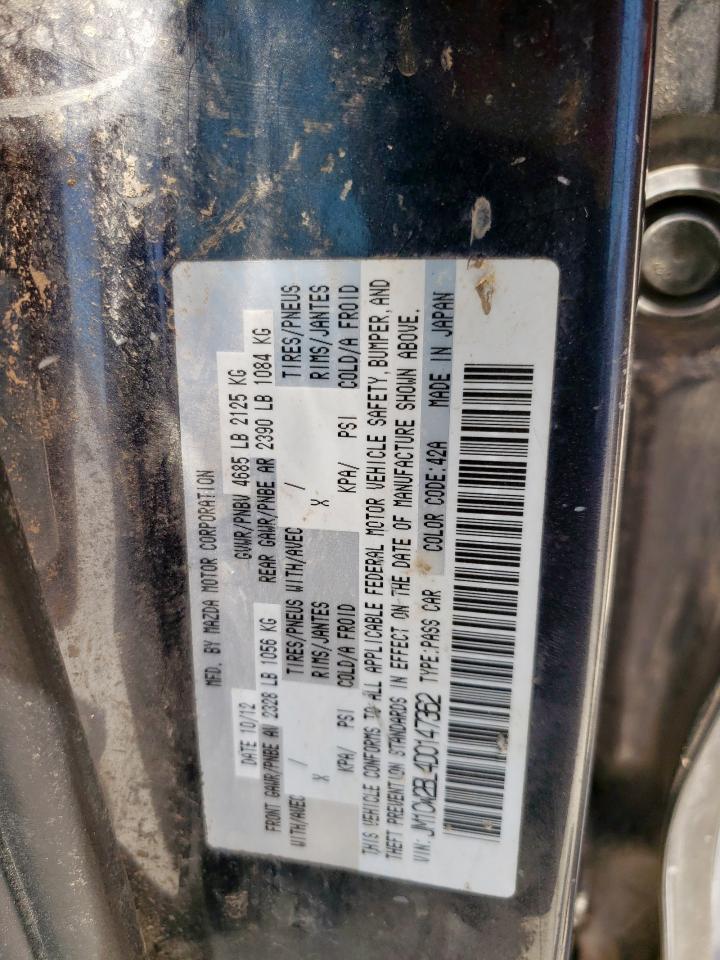 MFD. BY MAZDA MOTOR CORPORATION
DATE 10/12 GVWR/PNBV 4685 LB 2125 KG
FRONT GAWR/PNBE AV 2328 LB 1056 KG REAR GAWR/PNBE AR 2390 LB 1084 KG
WITH/AVEC / TIRES/PNEUS WITH/AVEC / TIRES/PNEUS
X RIMS/JANTES X RIMS/JANTES
KPA/ PSI COLD/A FROID KPA/ PSI COLD/A FROID
THIS VEHICLE CONFORMS TO ALL APPLICABLE FEDERAL MOTOR VEHICLE SAFETY, BUMPER, AND
THEFT PREVENTION STANDARDS IN EFFECT ON THE DATE OF MANUFACTURE SHOWN ABOVE.
VIN: JM1CW2BL4D0147362 TYPE:PASS CAR COLOR CODE:42A MADE IN JAPAN